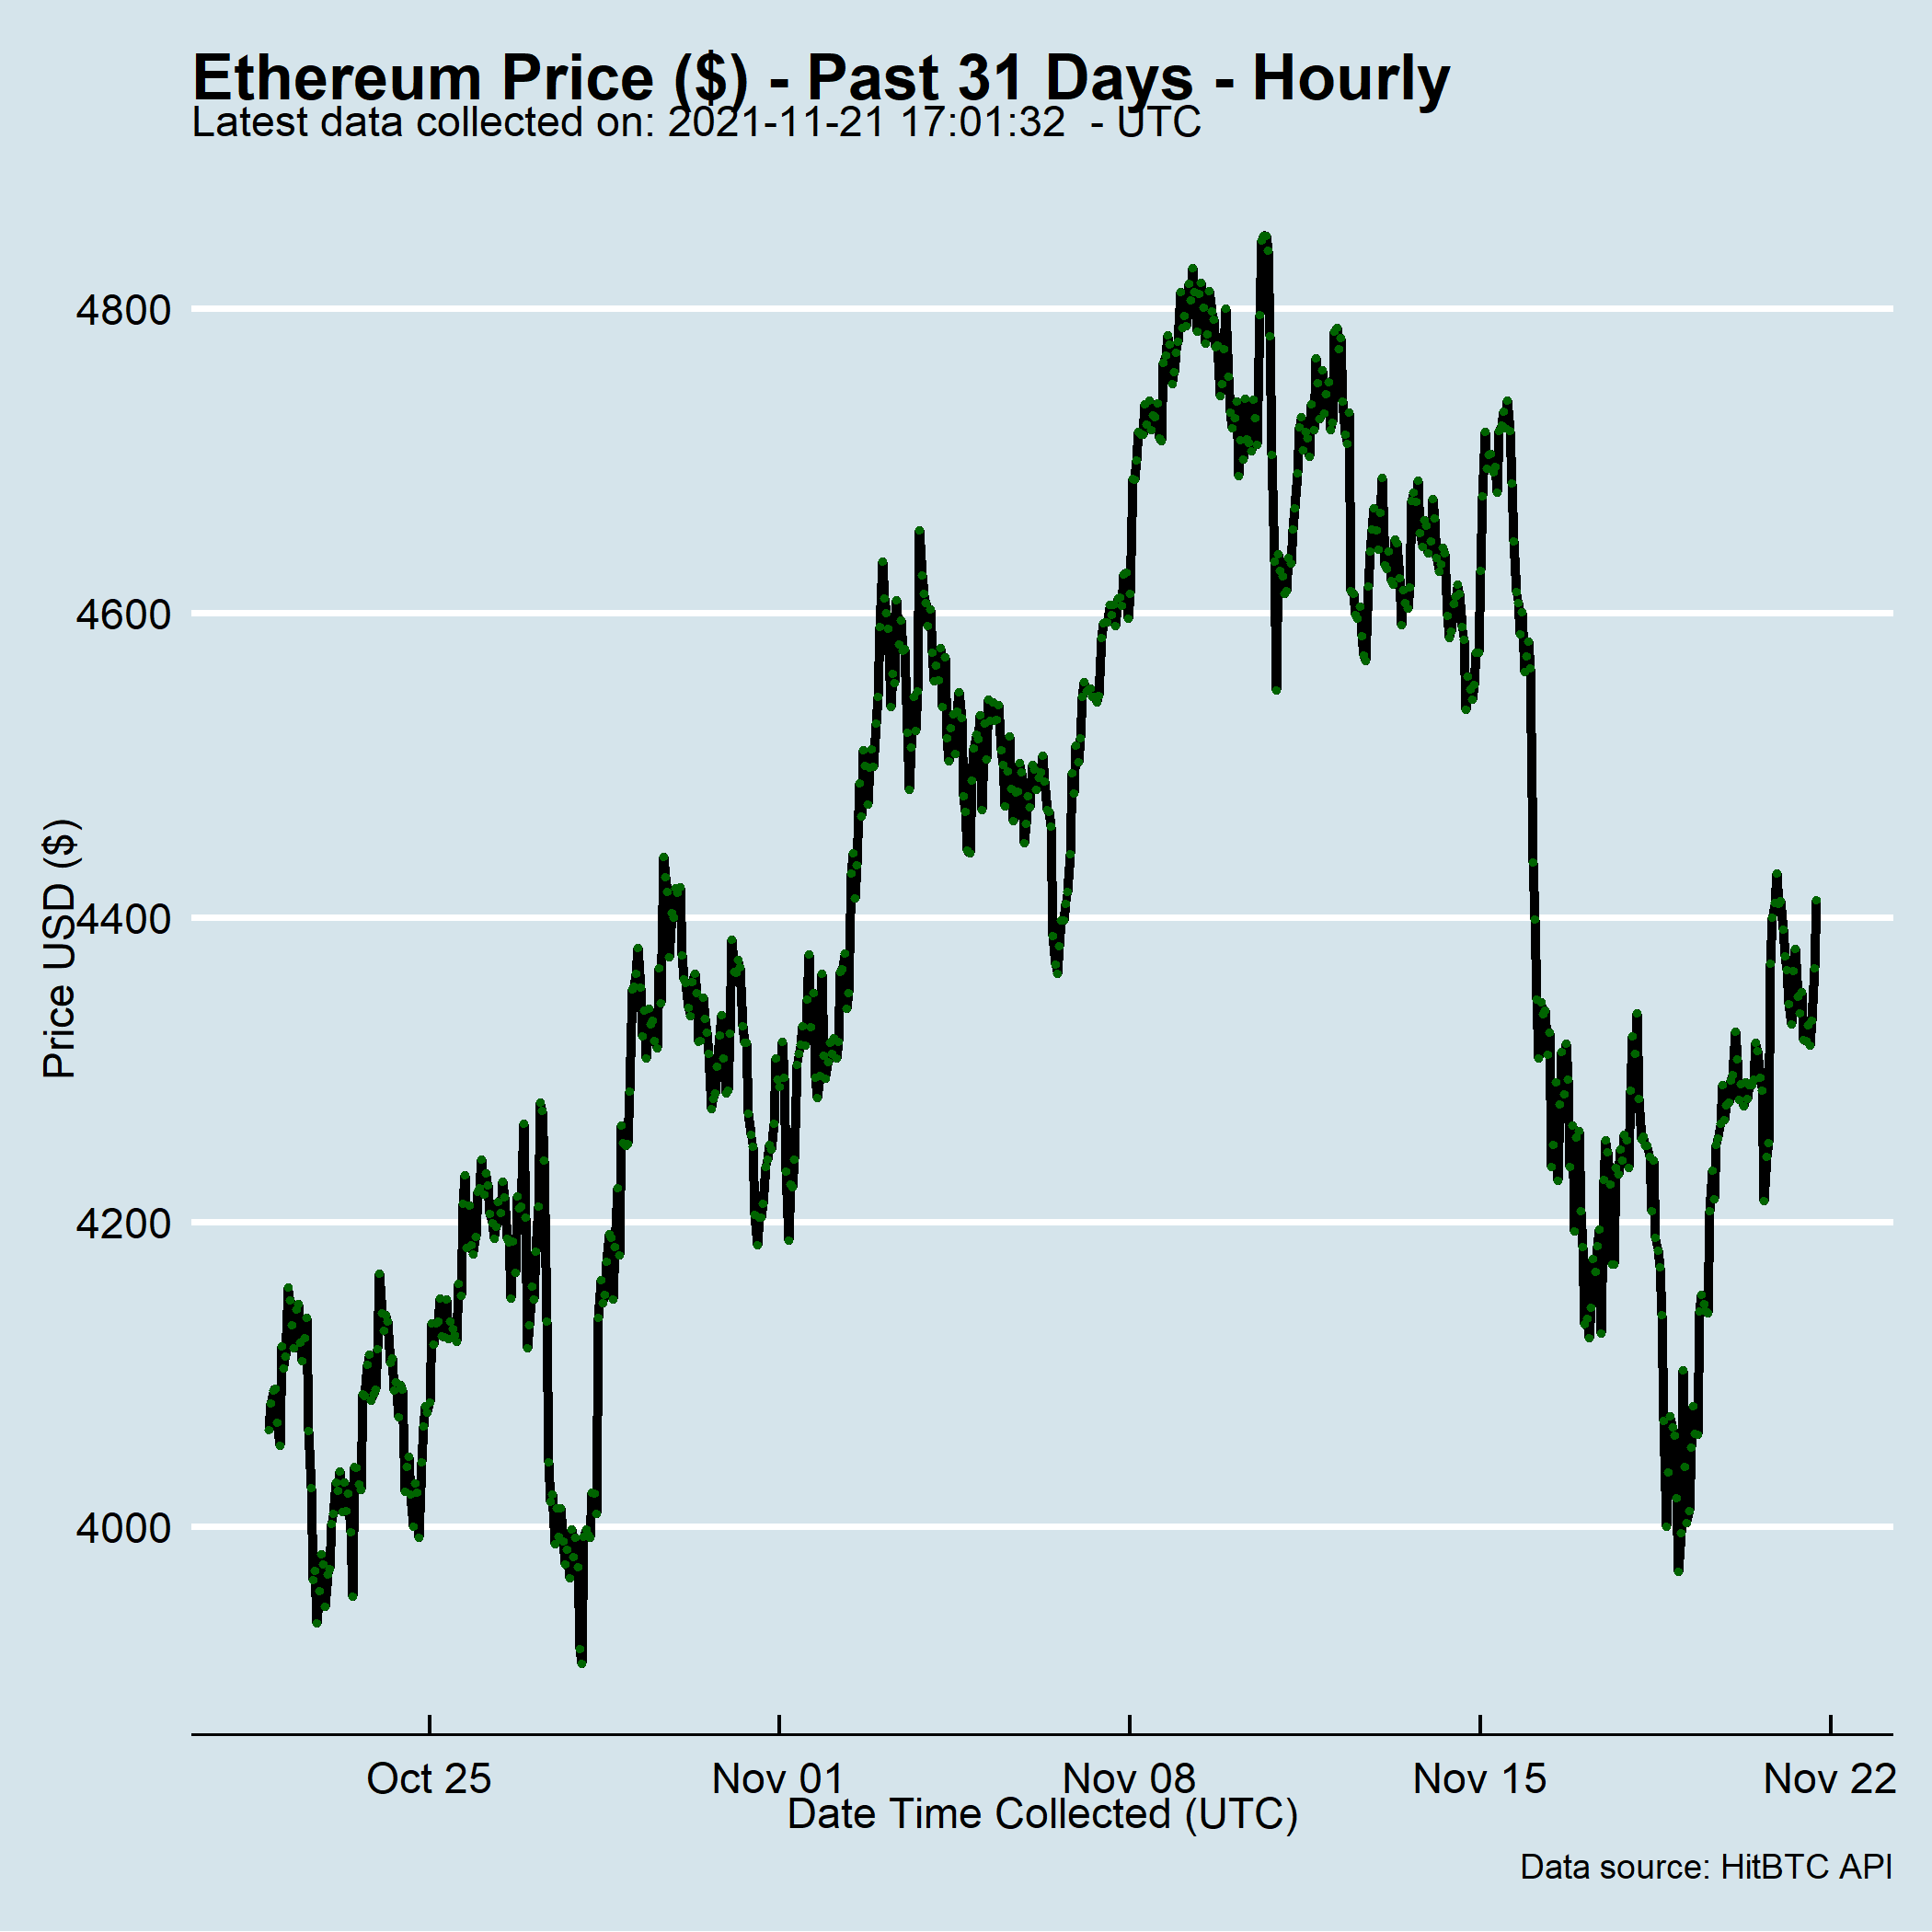 Ethereum Price ($) - Past 31 Days - Hourly
Latest data collected on: 2021-11-21 17:01:32  - UTC
4800
4600
4400
4200
4000
Price USD ($)
Oct 25
Nov 01
Nov 08
Nov 15
Nov 22
Date Time Collected (UTC)
Data source: HitBTC API